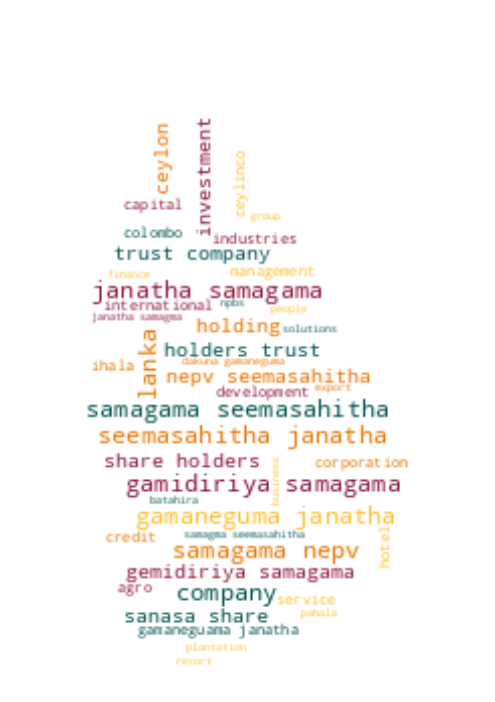 ceylon
investment
ceylinco
capital
group
colombo
industries
trust company
finance
management
janatha samagama
international
npbs
people
janatha samagma
holding
solutions
lanka
holders trust
ihala
dakuna gamaneguma
nepv seemasahitha
development
export
samagama seemasahitha
seemasahitha janatha
share holders
business
corporation
gamidiriya samagama
batahira
gamaneguma janatha
credit
samagma seemasahitha
hotel
samagama nepv
gemidiriya samagama
agro
company
service
sanasa share
pahala
gamaneguama janatha
plantation
resort